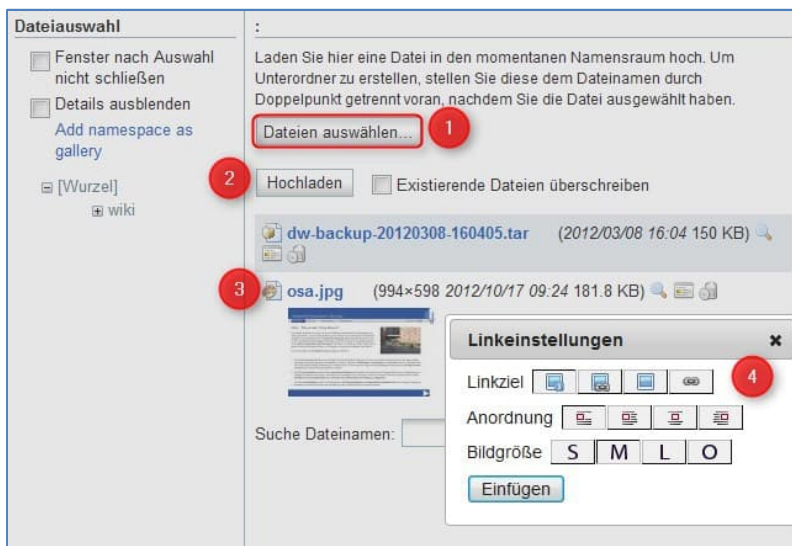 Dateiauswahl
Fenster nach Auswahl
nicht schließen
Details ausblenden
Add namespace as
gallery
[Wurzel]
wiki
:
Laden Sie hier eine Datei in den momentanen Namensraum hoch. Um
Unterordner zu erstellen, stellen Sie diese dem Dateinamen durch
Doppelpunkt getrennt voran, nachdem Sie die Datei ausgewählt haben.
Dateien auswählen... 1
2 Hochladen Existierende Dateien überschreiben
dw-backup-20120308-160405.tar (2012/03/08 16:04 150 KB)
3 osa.jpg (994×598 2012/10/17 09:24 181.8 KB)
Suche Dateinamen:
Linkeinstellungen ×
Linkziel 4
Anordnung
Bildgröße S M L O
Einfügen